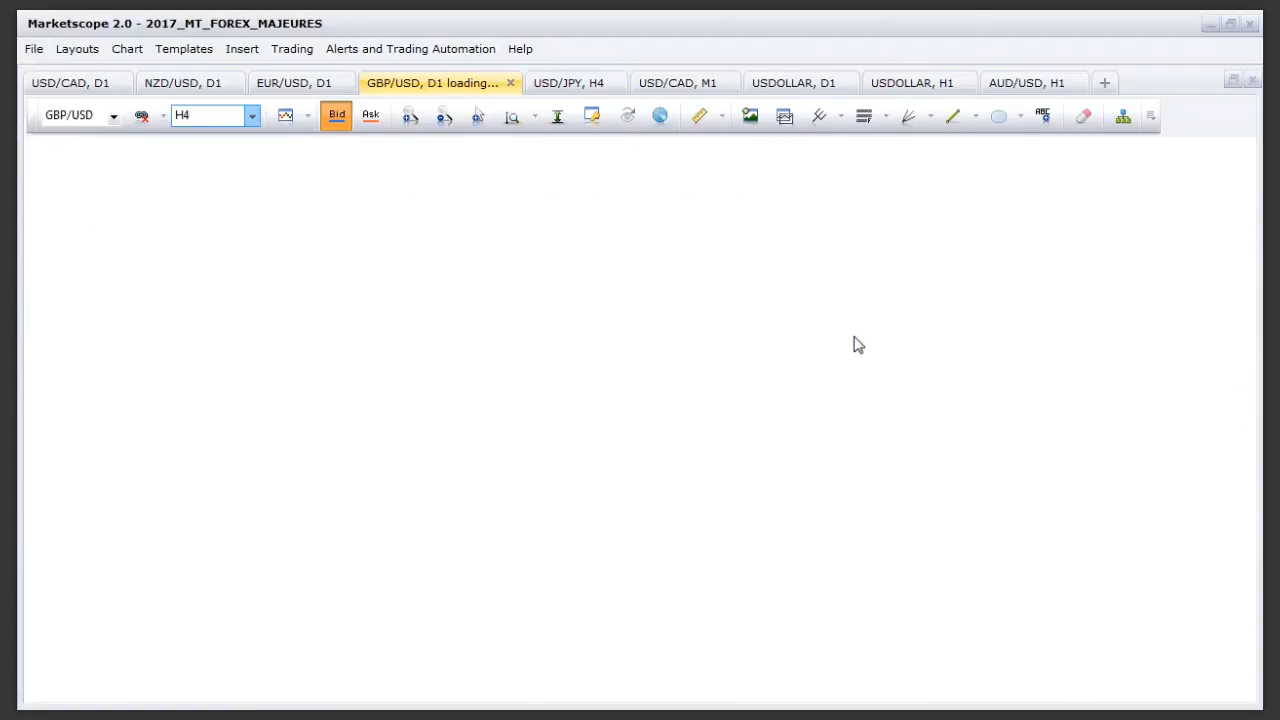 Marketscope 2.0 - 2017_MT_FOREX_MAJEURES
File Layouts Chart Templates Insert Trading Alerts and Trading Automation Help
USD/CAD, D1 NZD/USD, D1 EUR/USD, D1 GBP/USD, D1 loading... USD/JPY, H4 USD/CAD, M1 USDOLLAR, D1 USDOLLAR, H1 AUD/USD, H1
GBP/USD H4 Bid Ask ABC